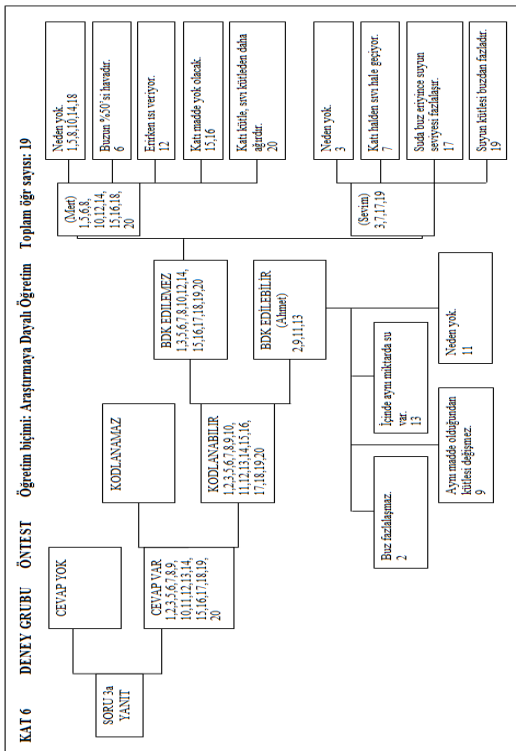 KAT 6 DENEY GRUBU ÖNTEST Öğretim biçimi: Araştırmaya Dayalı Öğretim Toplam öğr sayısı: 19
SORU 3a
YANIT
CEVAP YOK
CEVAP VAR
1,2,3,5,6,7,8,9,
10,11,12,13,14,
15,16,17,18,19,
20
KODLANAMAZ
KODLANABİLİR
1,2,3,5,6,7,8,9,10,
11,12,13,14,15,16,
17,18,19,20
BDK EDİLEMEZ
1,3,5,6,7,8,10,12,14,
15,16,17,18,19,20
BDK EDİLEBİLİR
(Ahmet)
2,9,11,13
(Mert)
1,5,6,8,
10,12,14,
15,16,18,
20
(Sevim)
3,7,17,19
Neden yok.
1,5,8,10,14,18
Buzun %50’si havadır.
6
Erirken ısı veriyor.
12
Katı madde yok olacak.
15,16
Katı kütle, sıvı kütleden daha
ağırdır.
20
Neden yok.
3
Katı halden sıvı hale geçiyor.
7
Suda buz eriyince suyun
seviyesi fazlalaşır.
17
Suyun kütlesi buzdan fazladır.
19
Buz fazlalaşmaz.
2
Aynı madde olduğundan
kütlesi değişmez.
9
İçinde aynı miktarda su
var.
13
Neden yok.
11